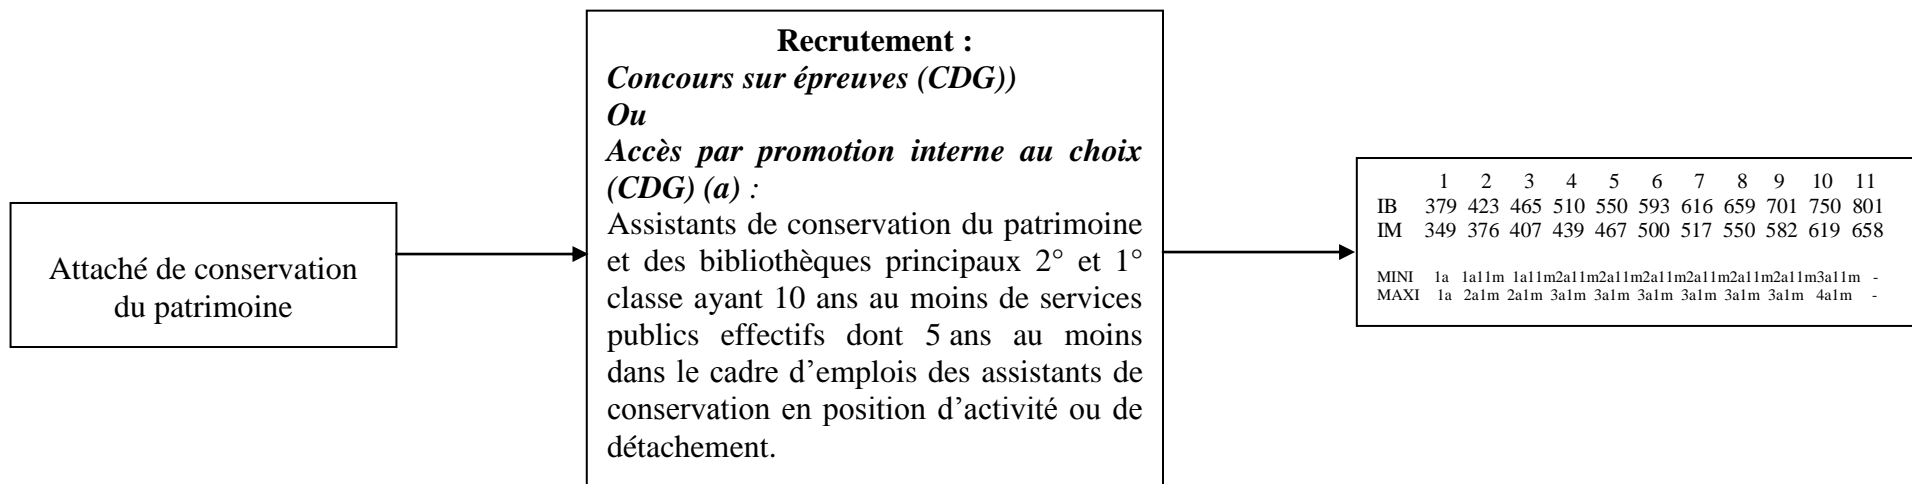 Attaché de conservation
du patrimoine
Recrutement :
Concours sur épreuves (CDG))
Ou
Accès par promotion interne au choix
(CDG) (a) :
Assistants de conservation du patrimoine
et des bibliothèques principaux 2° et 1°
classe ayant 10 ans au moins de services
publics effectifs dont 5 ans au moins
dans le cadre d’emplois des assistants de
conservation en position d’activité ou de
détachement.
1 2 3 4 5 6 7 8 9 10 11
IB 379 423 465 510 550 593 616 659 701 750 801
IM 349 376 407 439 467 500 517 550 582 619 658
MINI 1a 1a11m 1a11m2a11m2a11m2a11m2a11m2a11m2a11m3a11m -
MAXI 1a 2a1m 2a1m 3a1m 3a1m 3a1m 3a1m 3a1m 3a1m 4a1m -